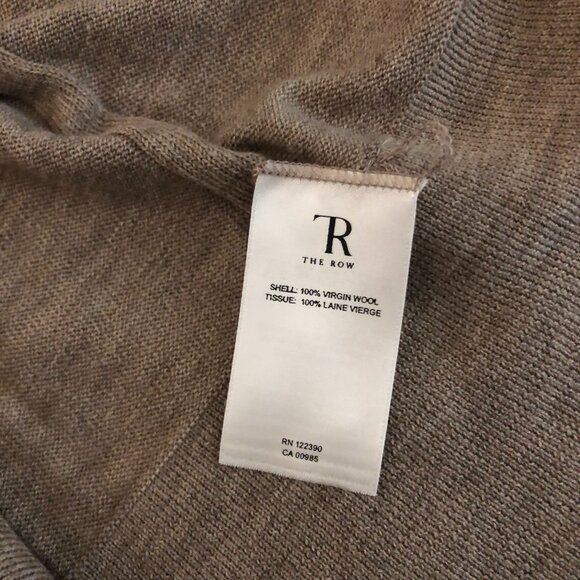 TR
THE ROW
SHELL: 100% VIRGIN WOOL
TISSUE: 100% LAINE VIERGE
RN 122390
CA 00985